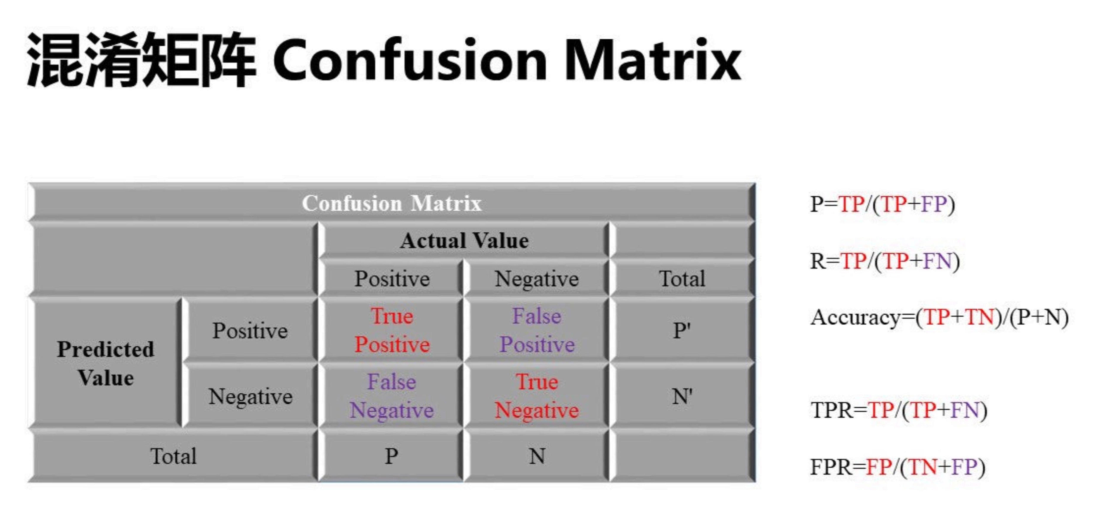 混淆矩阵 Confusion Matrix
Confusion Matrix
Actual Value
Positive Negative Total
Predicted Value
Positive True Positive False Positive P'
Negative False Negative True Negative N'
Total P N
P=TP/(TP+FP)
R=TP/(TP+FN)
Accuracy=(TP+TN)/(P+N)
TPR=TP/(TP+FN)
FPR=FP/(TN+FP)